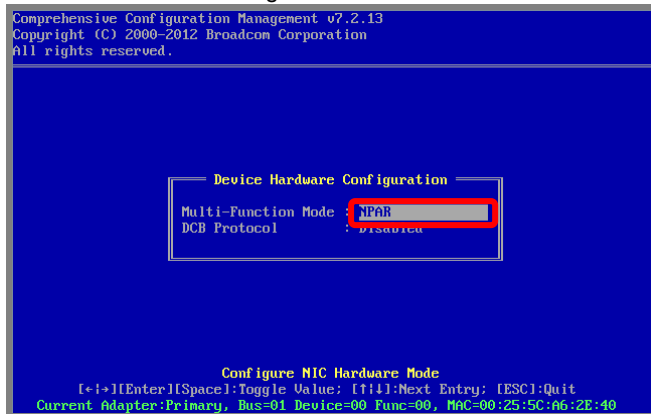 Comprehensive Configuration Management v7.2.13
Copyright (C) 2000-2012 Broadcom Corporation
All rights reserved.
Device Hardware Configuration
Multi-Function Mode : NPAR
DCB Protocol : Disabled
Configure NIC Hardware Mode
[←|→][Enter][Space]:Toggle Value; [↑|↓]:Next Entry; [ESC]:Quit
Current Adapter:Primary, Bus=01 Device=00 Func=00, MAC=00:25:5C:A6:2E:40